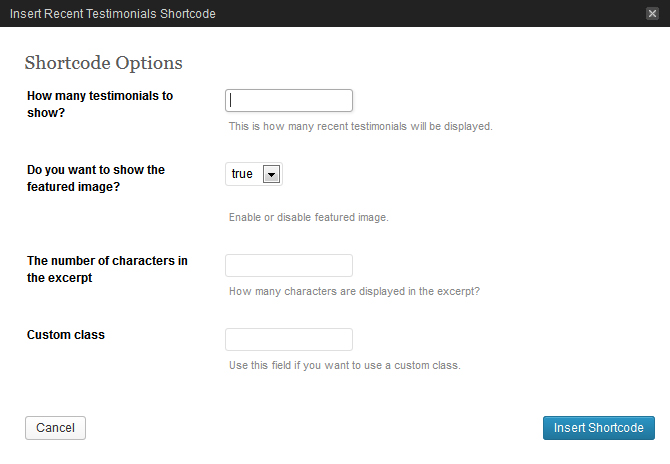 Insert Recent Testimonials Shortcode
Shortcode Options
How many testimonials to
show?
This is how many recent testimonials will be displayed.
Do you want to show the
featured image?
true
Enable or disable featured image.
The number of characters in
the excerpt
How many characters are displayed in the excerpt?
Custom class
Use this field if you want to use a custom class.
Cancel
Insert Shortcode